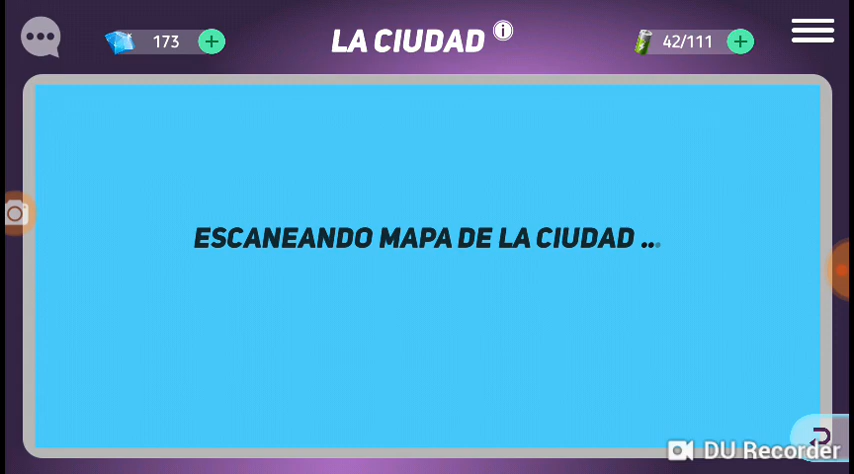 173
LA CIUDAD
42/111
ESCANEANDO MAPA DE LA CIUDAD ...
DU Recorder